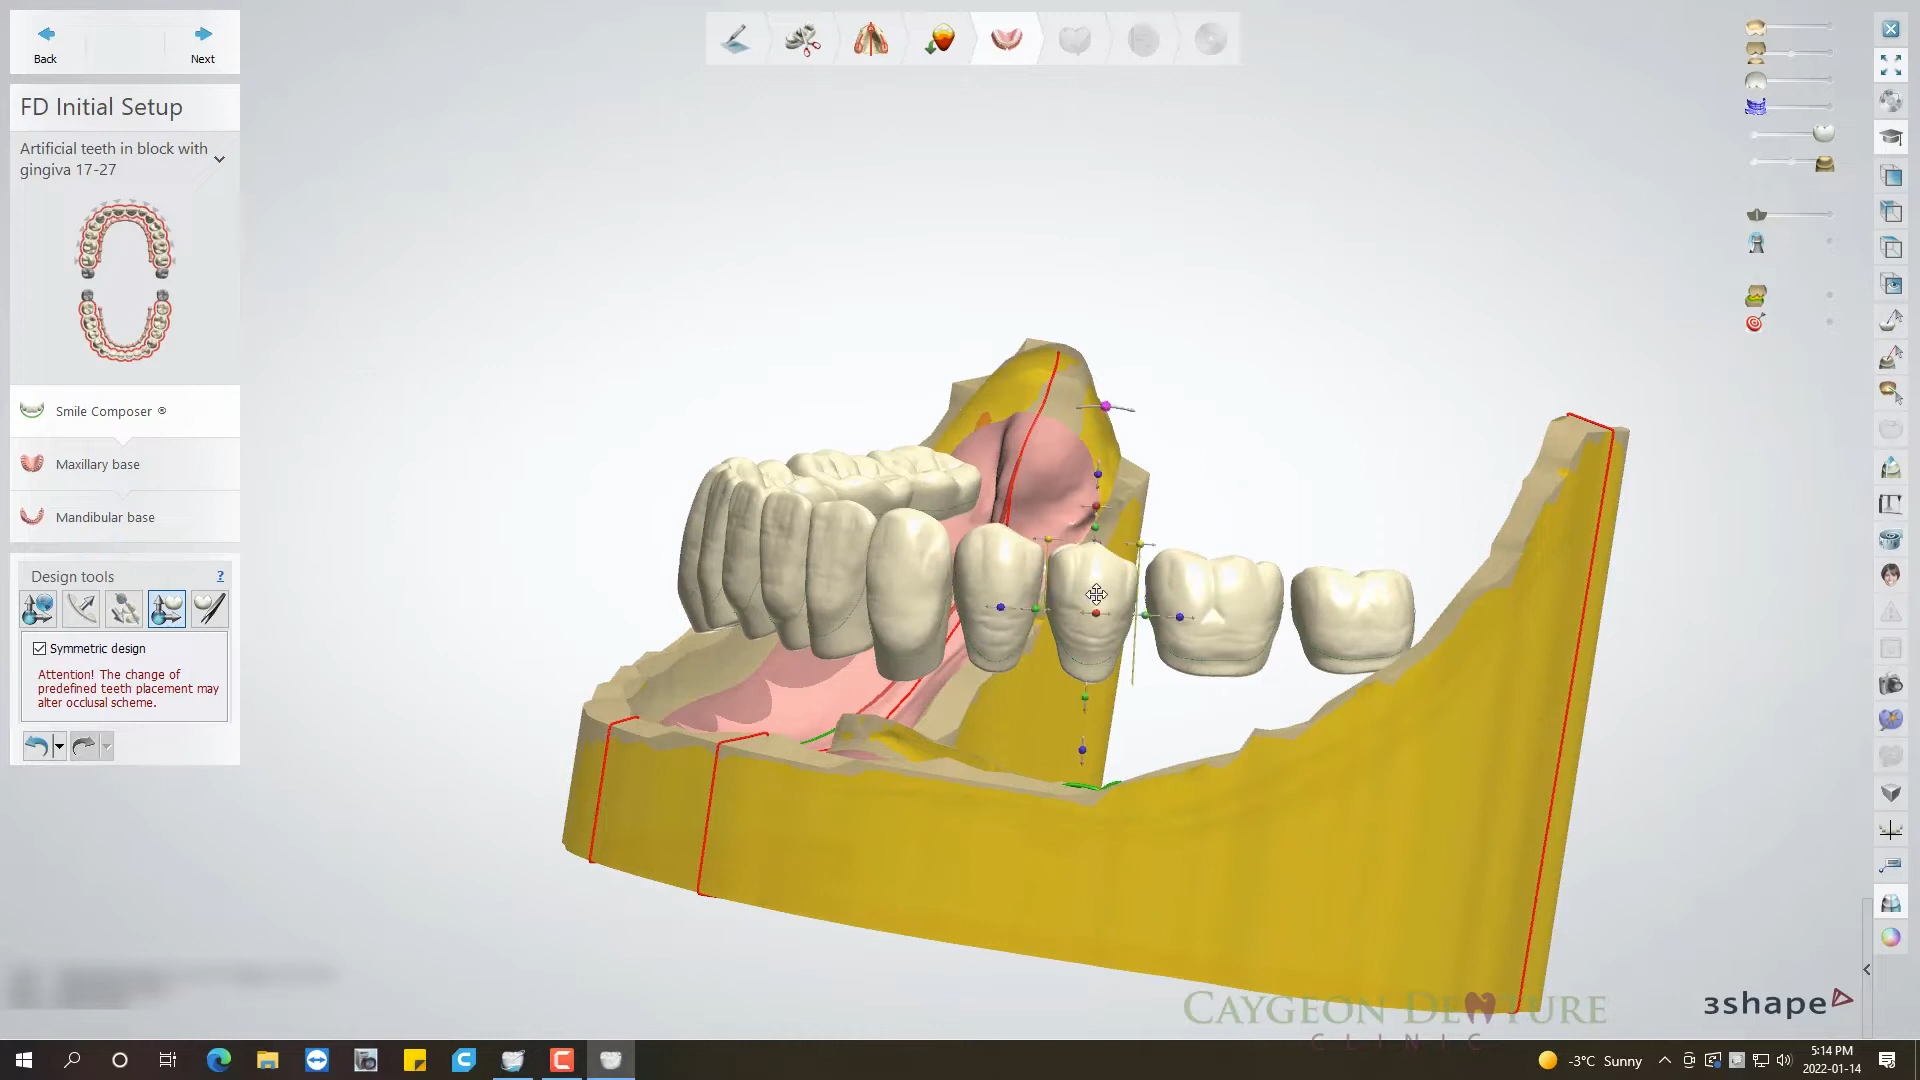 Back
Next
FD Initial Setup
Artificial teeth in block with
gingiva 17-27
Smile Composer ®
Maxillary base
Mandibular base
Design tools
?
Symmetric design
Attention! The change of
predefined teeth placement may
alter occlusal scheme.
CAYGEON DENTURE
CLINIC
3shape
-3°C Sunny
5:14 PM
2022-01-14